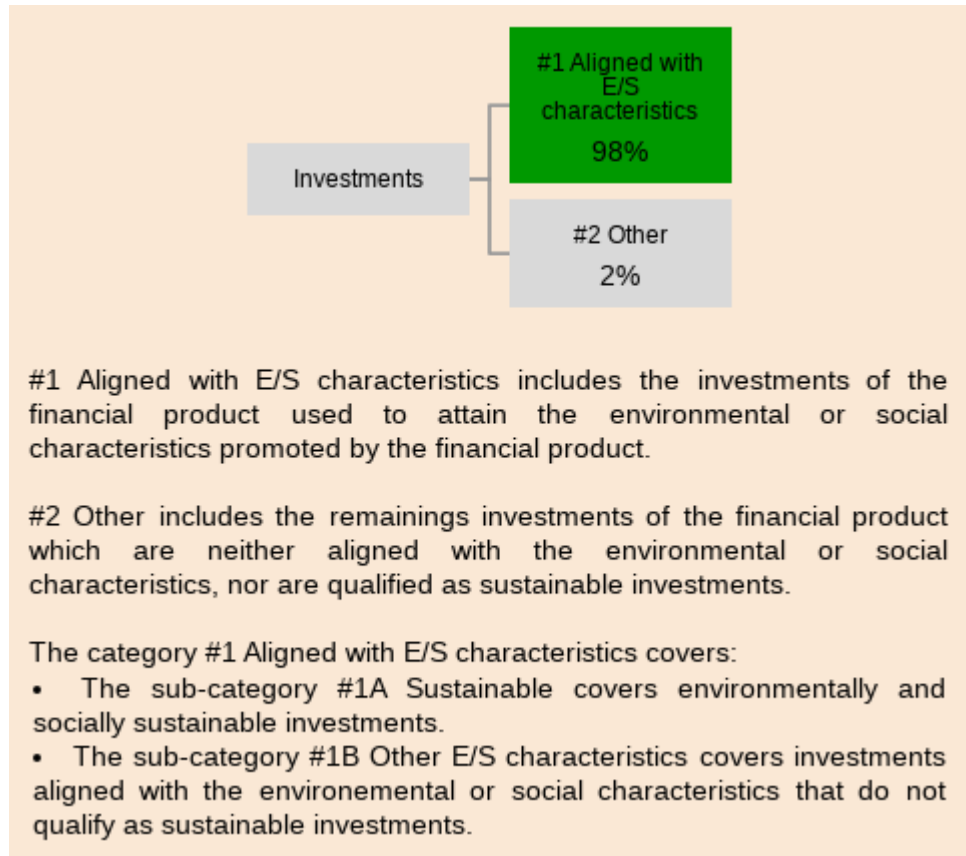 #1 Aligned with
E/S
characteristics
98%
Investments
#2 Other
2%
#1 Aligned with E/S characteristics includes the investments of the
financial product used to attain the environmental or social
characteristics promoted by the financial product.
#2 Other includes the remainings investments of the financial product
which are neither aligned with the environmental or social
characteristics, nor are qualified as sustainable investments.
The category #1 Aligned with E/S characteristics covers:
• The sub-category #1A Sustainable covers environmentally and
socially sustainable investments.
• The sub-category #1B Other E/S characteristics covers investments
aligned with the environemental or social characteristics that do not
qualify as sustainable investments.